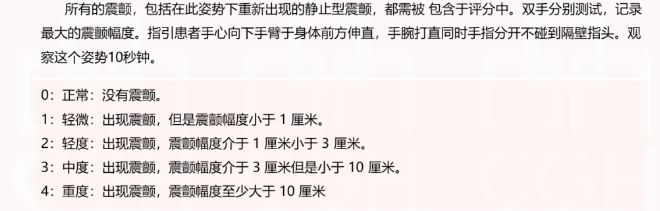 所有的震颤，包括在此姿势下重新出现的静止型震颤，都需被 包含于评分中。双手分别测试，记录
最大的震颤幅度。指引患者手心向下手臂于身体前方伸直，手腕打直同时手指分开不碰到隔壁指头。观
察这个姿势10秒钟。
0：正常：没有震颤。
1：轻微：出现震颤，但是震颤幅度小于 1 厘米。
2：轻度：出现震颤，震颤幅度介于 1 厘米小于 3 厘米。
3：中度：出现震颤，震颤幅度介于 3 厘米但是小于 10 厘米。
4：重度：出现震颤，震颤幅度至少大于 10 厘米